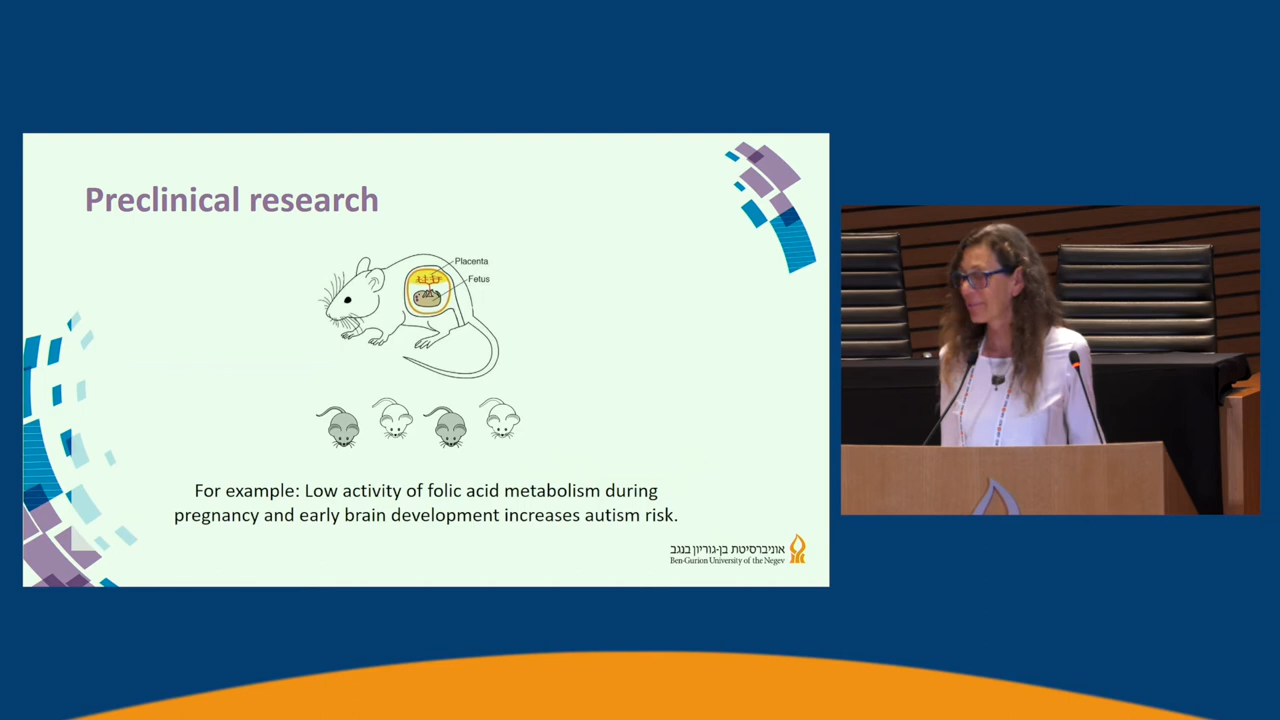 Preclinical research
Placenta
Fetus
For example: Low activity of folic acid metabolism during
pregnancy and early brain development increases autism risk.
אוניברסיטת בן-גוריון בנגב
Ben-Gurion University of the Negev